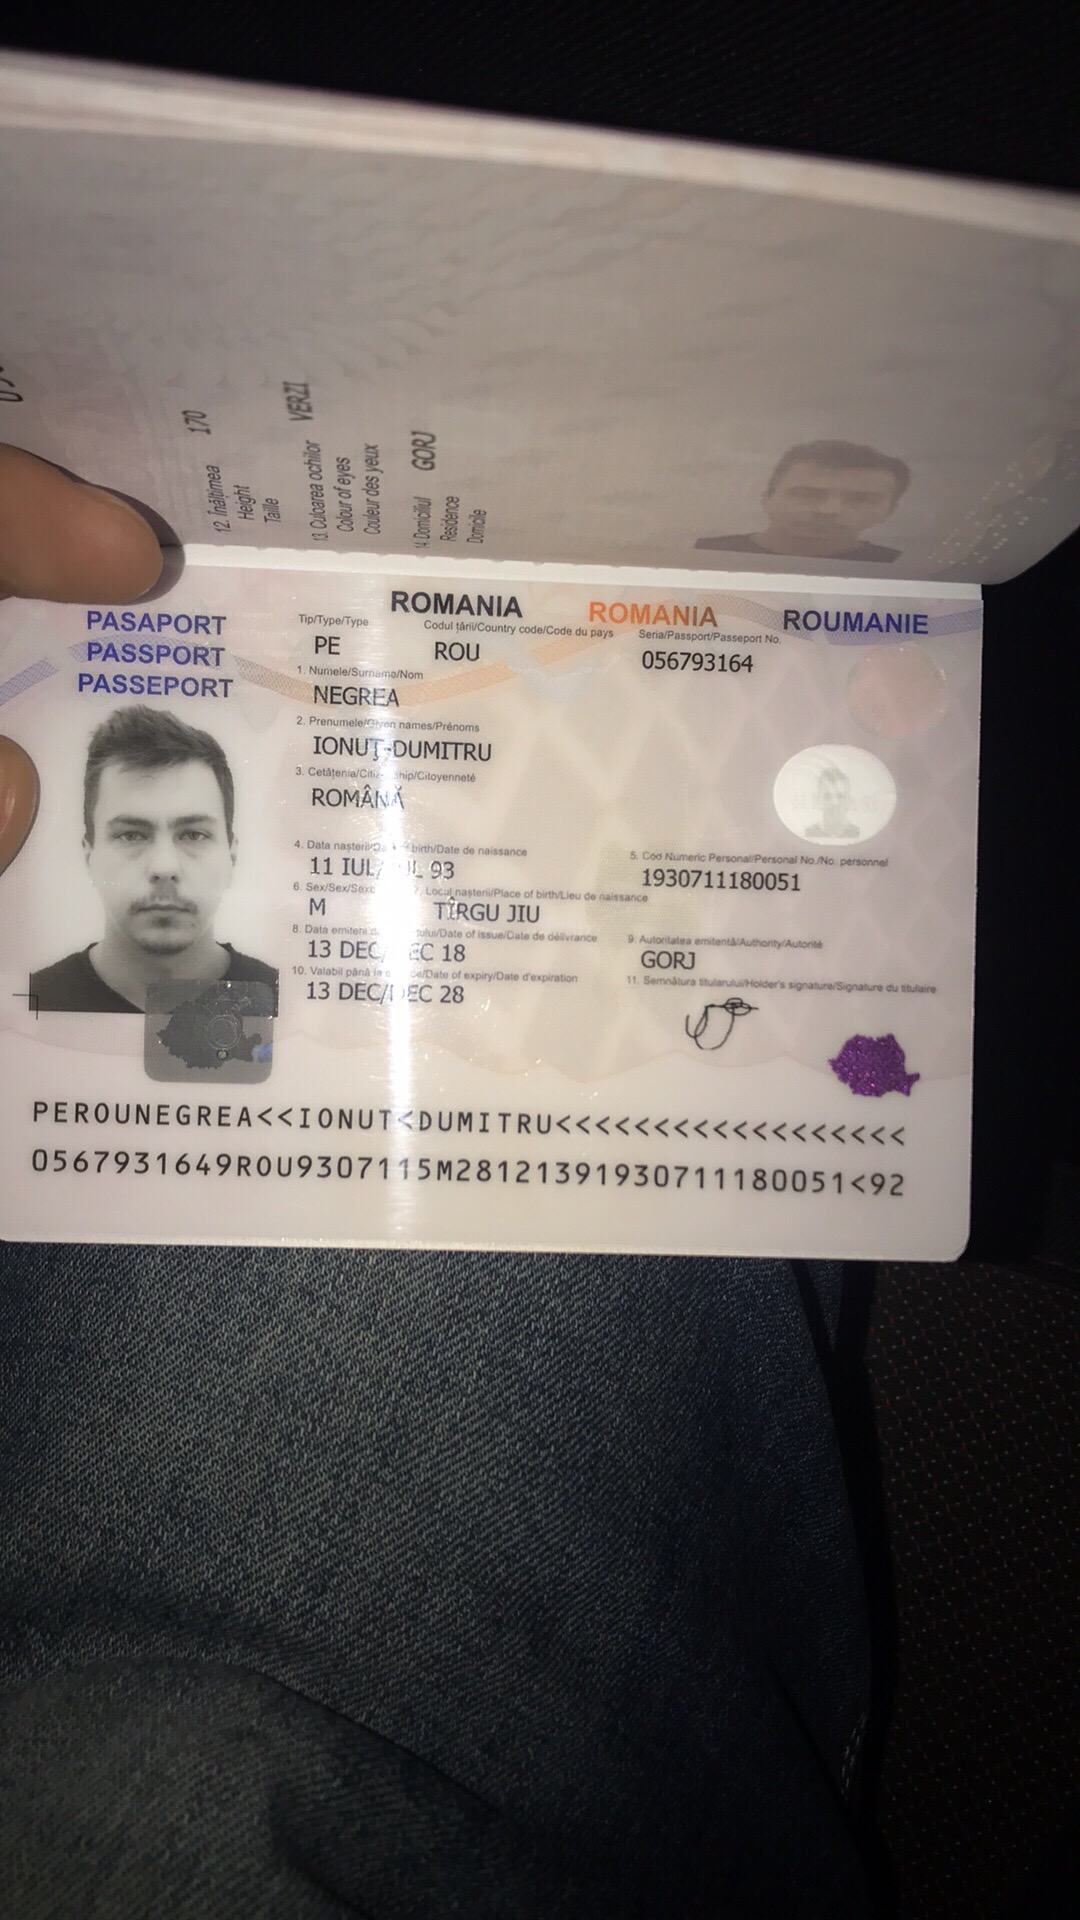 12. Înălțimea 170
Height
Taille
13. Culoarea ochilor VERZI
Colour of eyes
Couleur des yeux
14. Domiciliul GORJ
Residence
Domicile
PASAPORT
PASSPORT
PASSEPORT
ROMANIA ROMANIA ROUMANIE
Tip/Type/Type Codul țării/Country code/Code du pays Seria/Passport/Passeport No.
PE ROU 056793164
1. Numele/Surname/Nom
NEGREA
2. Prenumele/Given names/Prénoms
IONUŢ-DUMITRU
3. Cetățenia/Citizenship/Citoyenneté
ROMÂNĂ
4. Data nașterii/ birth/Date de naissance 5. Cod Numeric Personal/Personal No./No. personnel
11 IUL/ UL 93 1930711180051
6. Sex/Sex/Sexe 7. Locul nașterii/Place of birth/Lieu de naissance
M TÎRGU JIU
8. Data emiterii /Date of issue/Date de délivrance 9. Autoritatea emitentă/Authority/Autorité
13 DEC/ EC 18 GORJ
10. Valabil până la /Date of expiry/Date d'expiration 11. Semnătura titularului/Holder's signature/Signature du titulaire
13 DEC/DEC 28
PEROUNEGREA<<IONUT<DUMITRU<<<<<<<<<<<<<<<<<<
0567931649ROU9307115M28121391930711180051<92